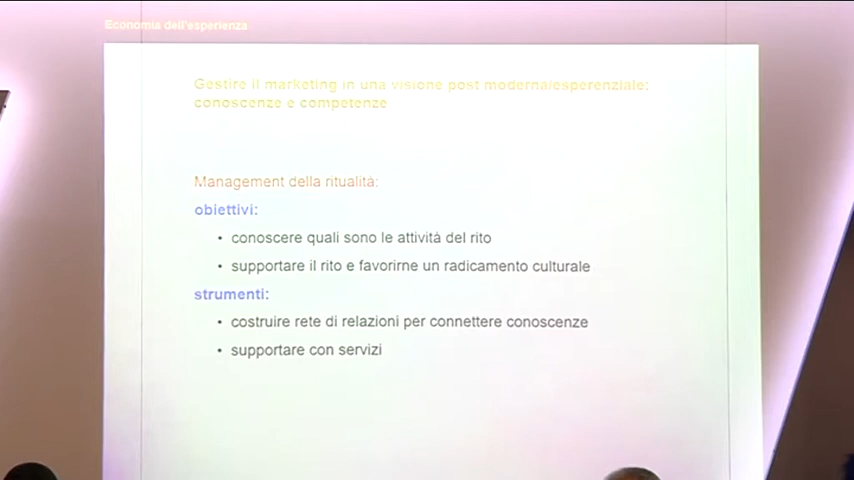 Economia dell'esperienza
Gestire il marketing in una visione post moderna/esperenziale:
conoscenze e competenze
Management della ritualità:
obiettivi:
• conoscere quali sono le attività del rito
• supportare il rito e favorirne un radicamento culturale
strumenti:
• costruire rete di relazioni per connettere conoscenze
• supportare con servizi